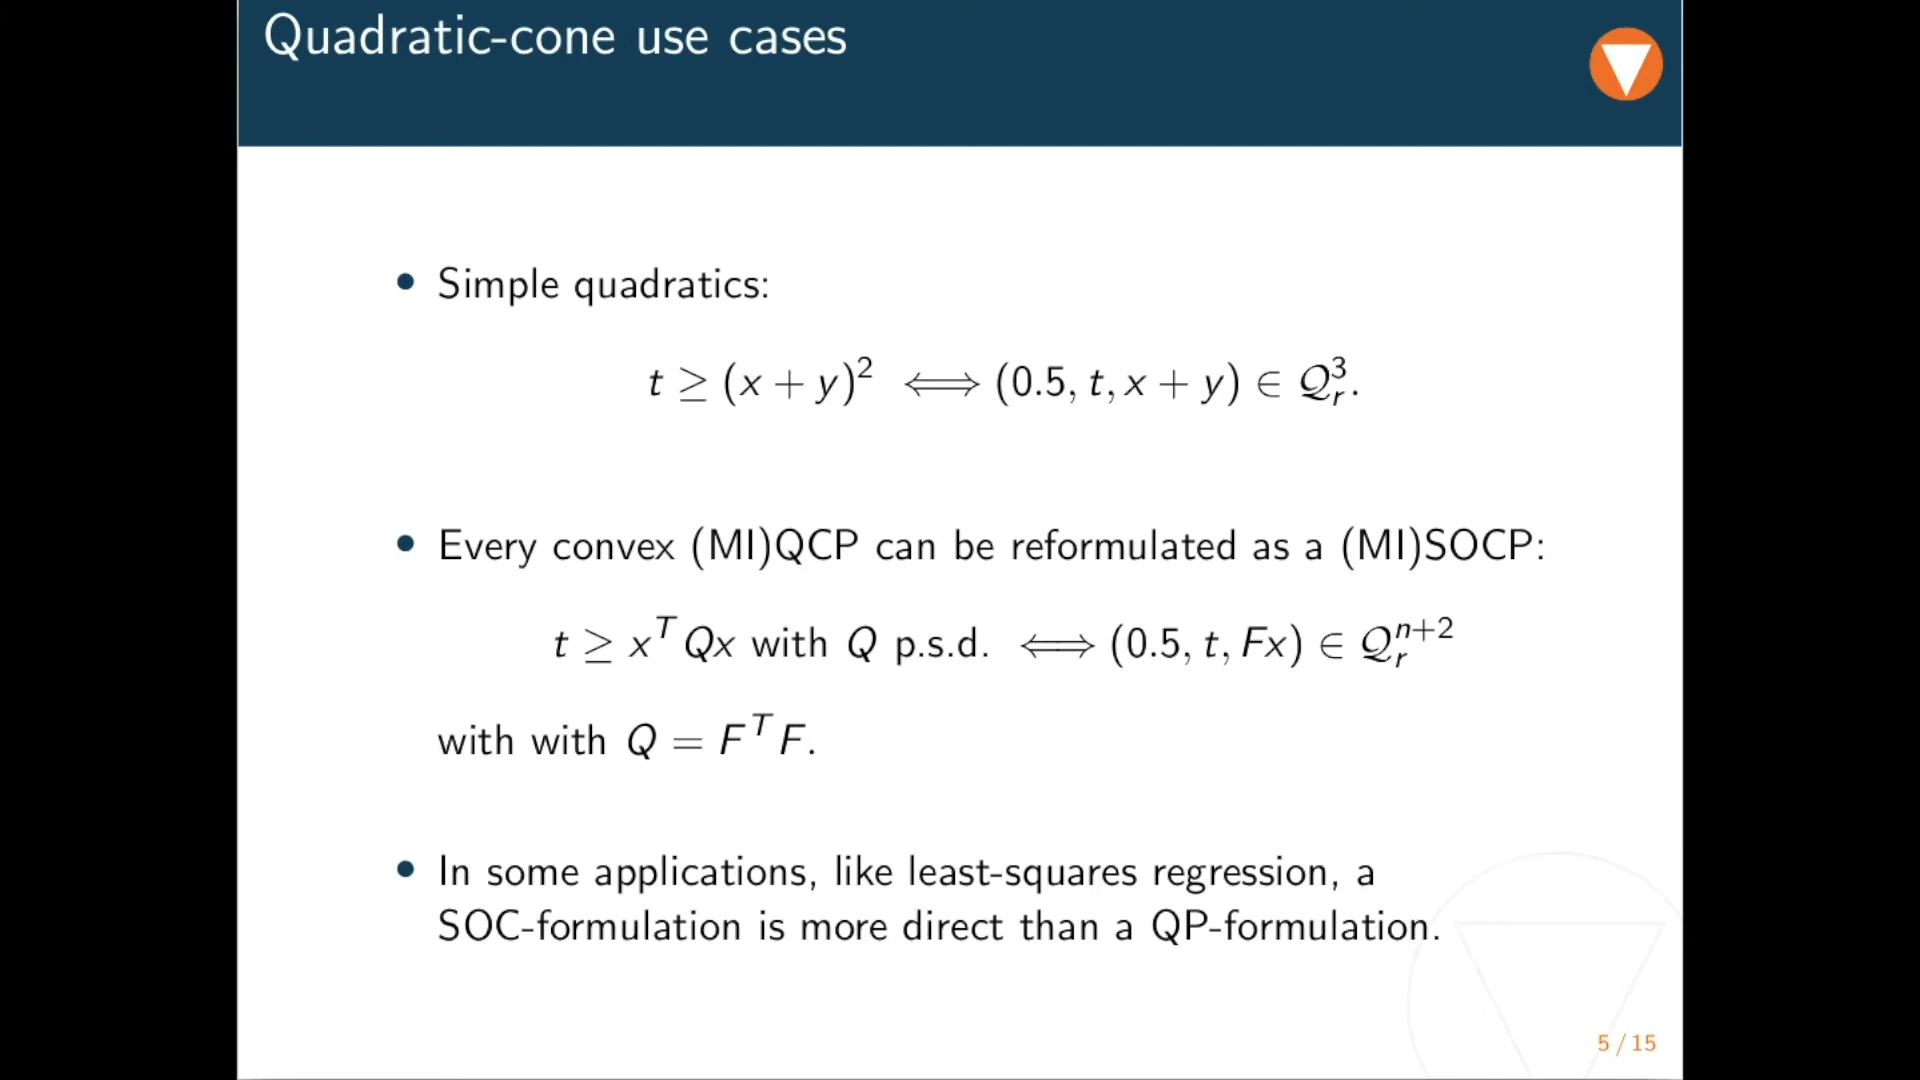 Quadratic-cone use cases
• Simple quadratics:
t ≥ (x + y)² ⟺ (0.5, t, x + y) ∈ 𝒬ᵣ³.
• Every convex (MI)QCP can be reformulated as a (MI)SOCP:
t ≥ xᵀQx with Q p.s.d. ⟺ (0.5, t, Fx) ∈ 𝒬ᵣⁿ⁺²
with with Q = FᵀF.
• In some applications, like least-squares regression, a
SOC-formulation is more direct than a QP-formulation.
5 / 15